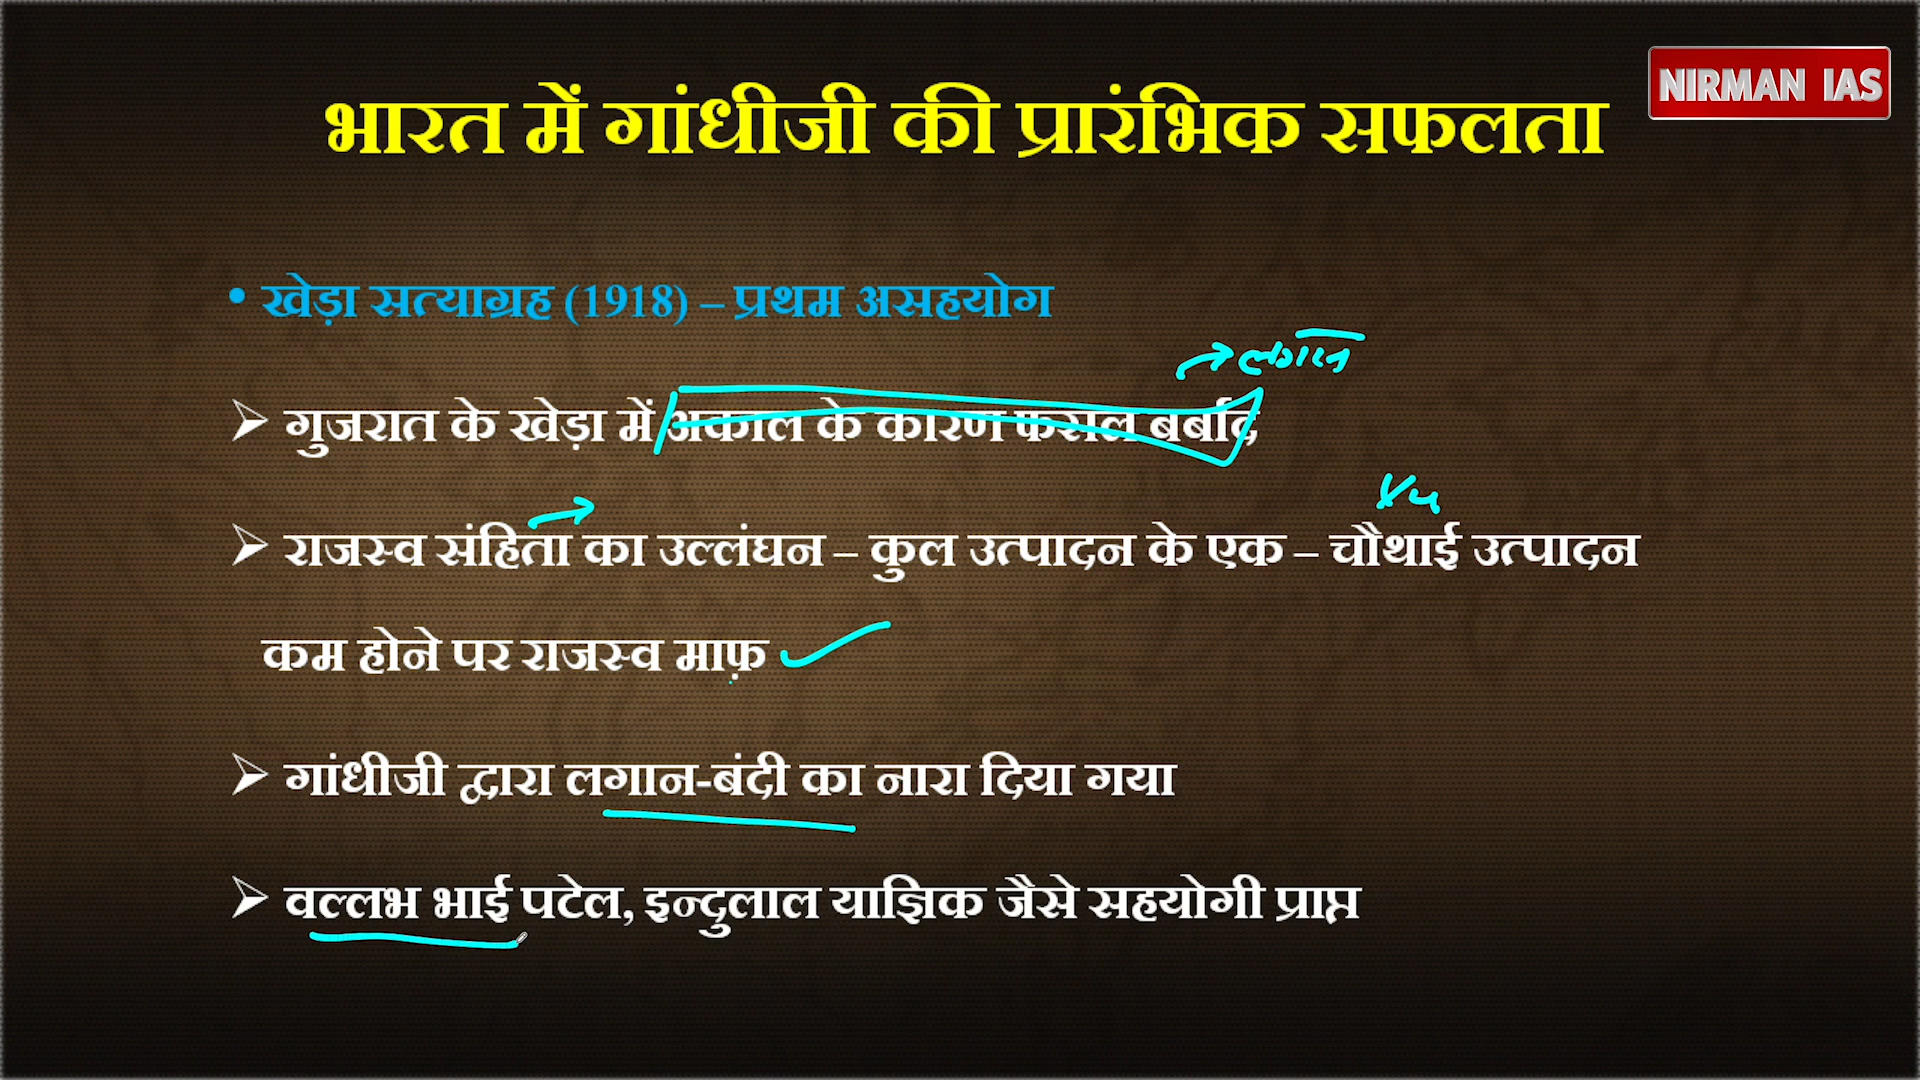 NIRMAN IAS
भारत में गांधीजी की प्रारंभिक सफलता
• खेड़ा सत्याग्रह (1918) – प्रथम असहयोग
लगान
➢ गुजरात के खेड़ा में अकाल के कारण फसल बर्बाद
➢ राजस्व संहिता का उल्लंघन – कुल उत्पादन के एक – चौथाई उत्पादन
कम होने पर राजस्व माफ़
➢ गांधीजी द्वारा लगान-बंदी का नारा दिया गया
➢ वल्लभ भाई पटेल, इन्दुलाल याज्ञिक जैसे सहयोगी प्राप्त